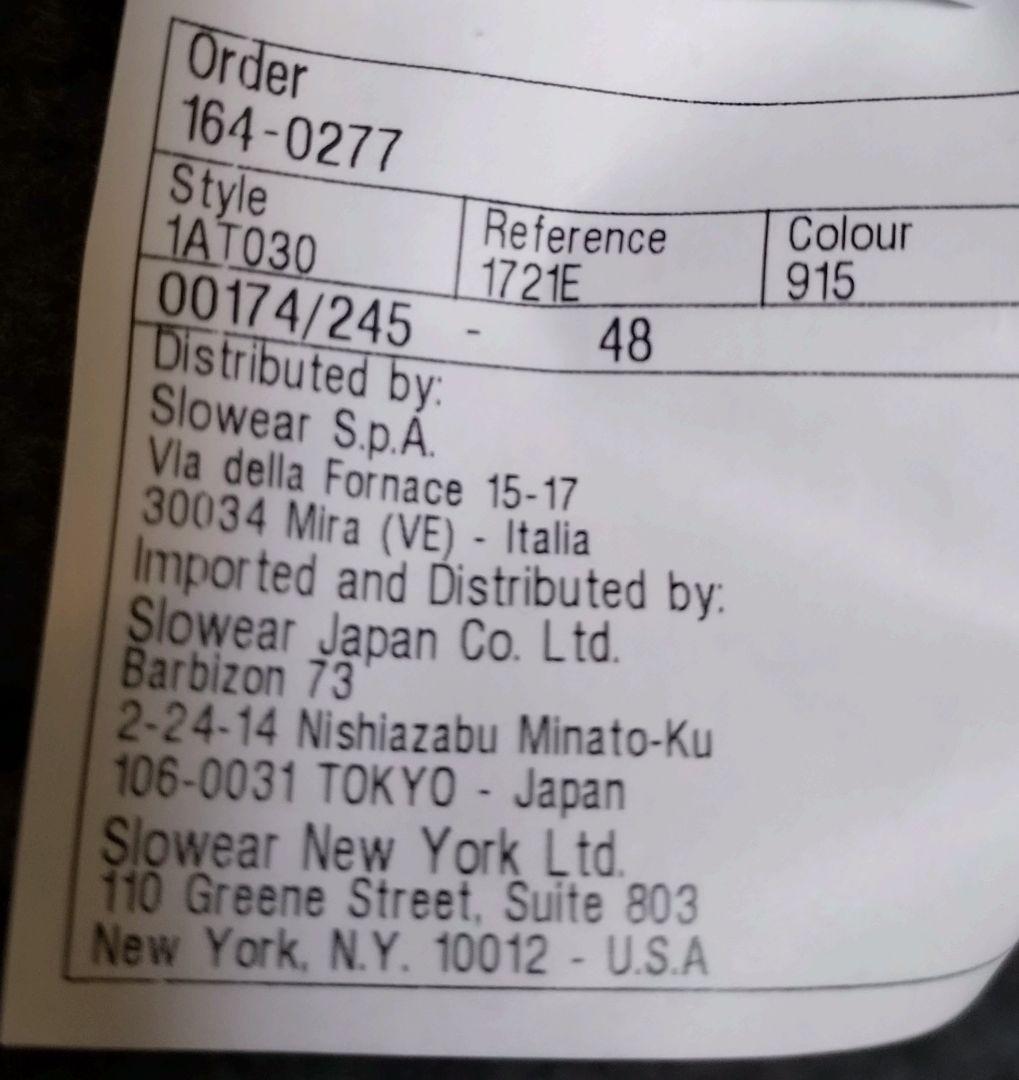 Order
164-0277
Style Reference Colour
1AT030 1721E 915
00174/245 - 48
Distributed by:
Slowear S.p.A.
Via della Fornace 15-17
30034 Mira (VE) - Italia
Imported and Distributed by:
Slowear Japan Co. Ltd.
Barbizon 73
2-24-14 Nishiazabu Minato-Ku
106-0031 TOKYO - Japan
Slowear New York Ltd.
110 Greene Street, Suite 803
New York, N.Y. 10012 - U.S.A